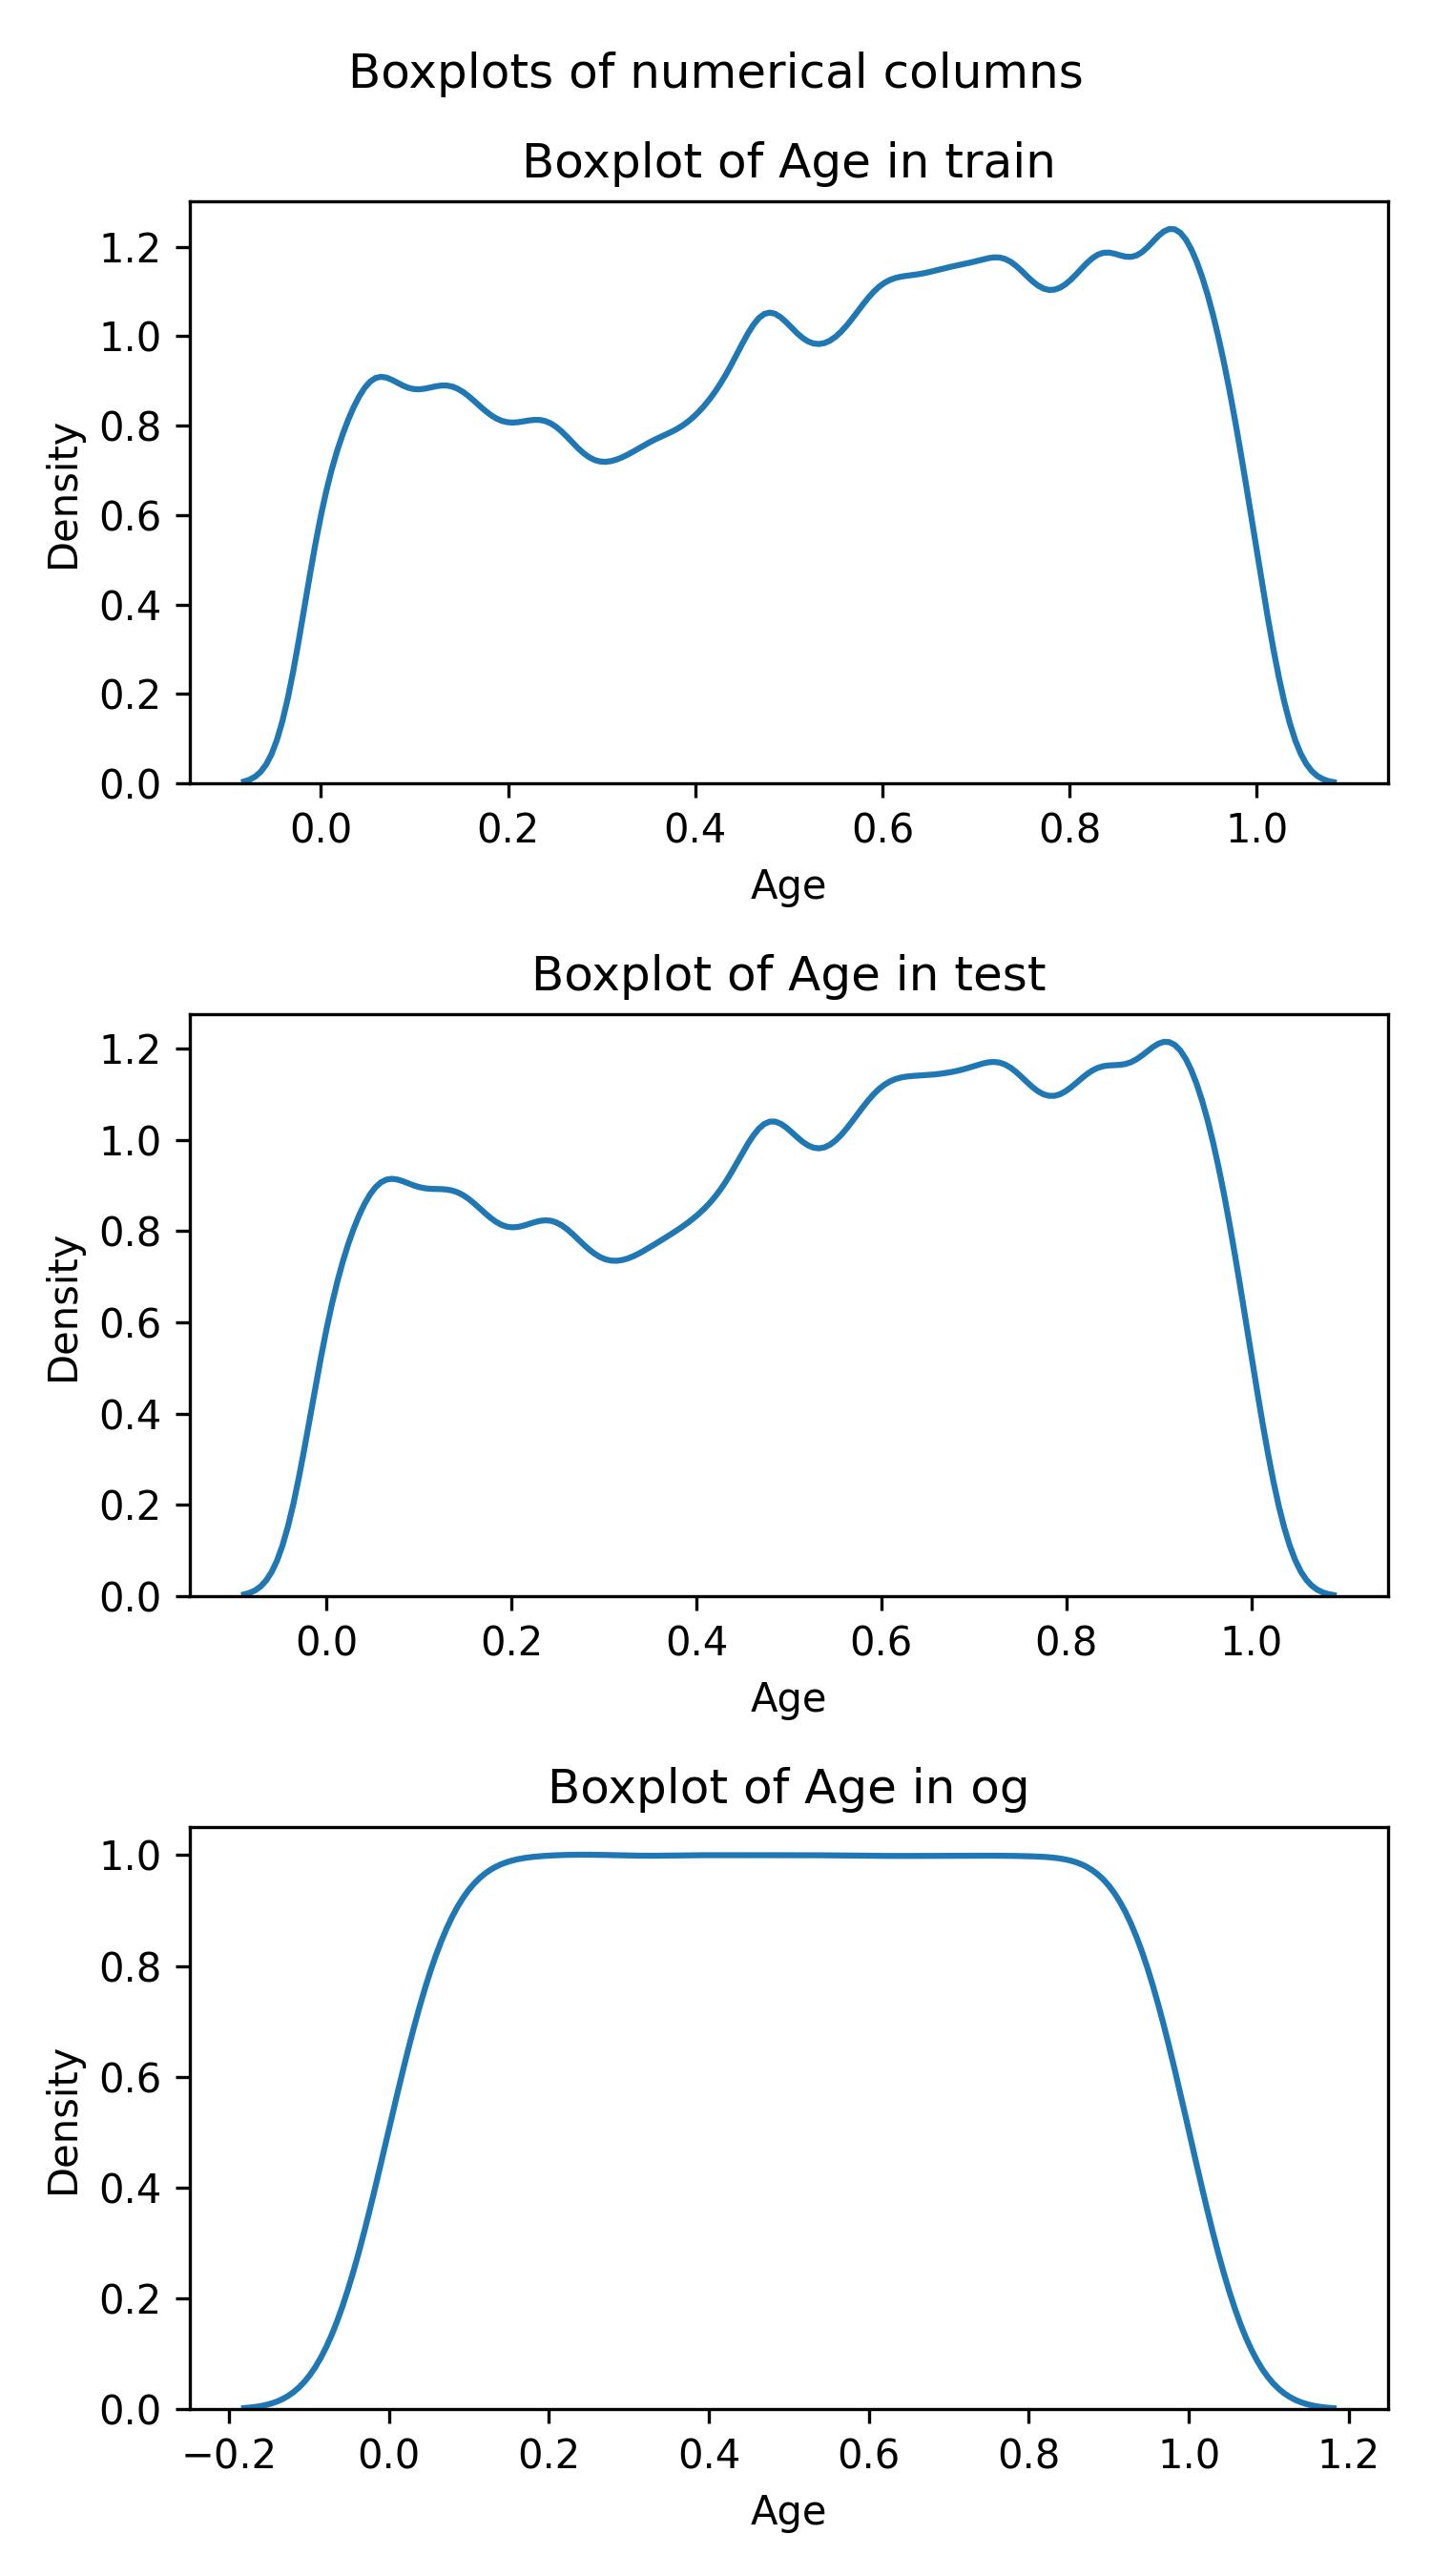 Boxplots of numerical columns
Boxplot of Age in train
1.2
1.0
0.8
0.6
0.4
0.2
0.0
Density
0.0 0.2 0.4 0.6 0.8 1.0
Age
Boxplot of Age in test
1.2
1.0
0.8
0.6
0.4
0.2
0.0
Density
0.0 0.2 0.4 0.6 0.8 1.0
Age
Boxplot of Age in og
1.0
0.8
0.6
0.4
0.2
0.0
Density
−0.2 0.0 0.2 0.4 0.6 0.8 1.0 1.2
Age